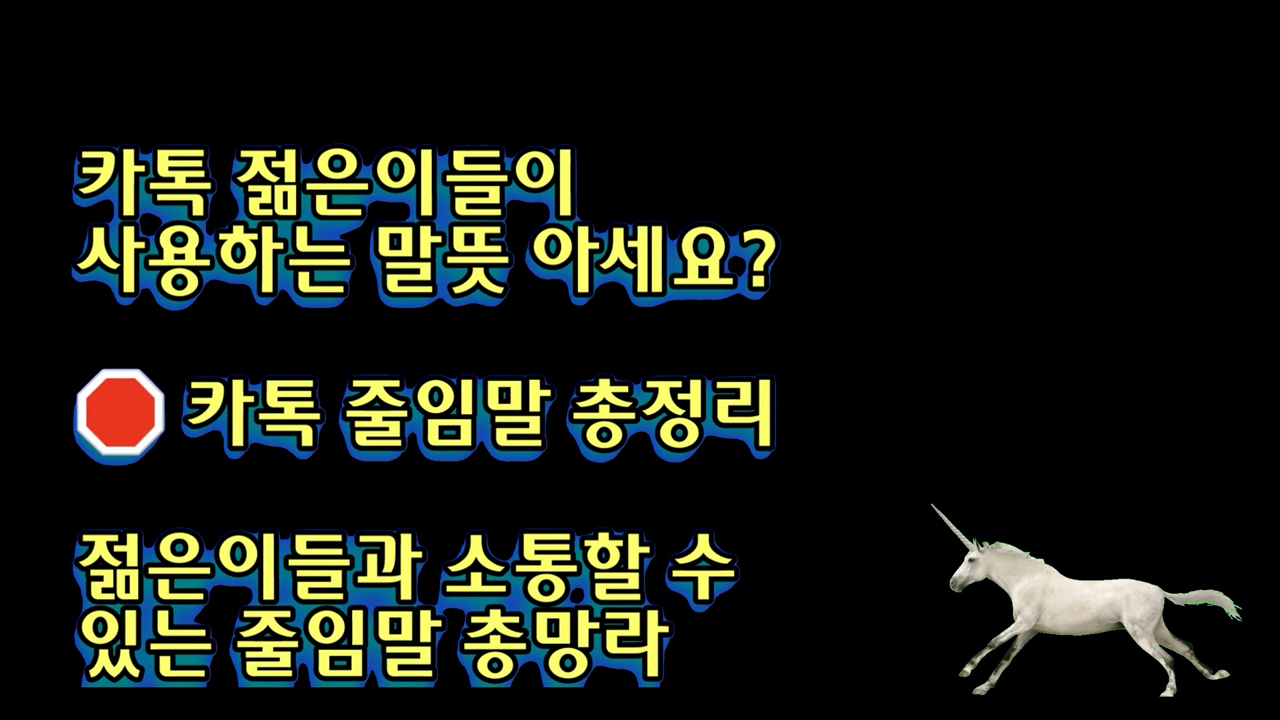 카톡 젊은이들이
사용하는 말뜻 아세요?
카톡 줄임말 총정리
젊은이들과 소통할 수
있는 줄임말 총망라